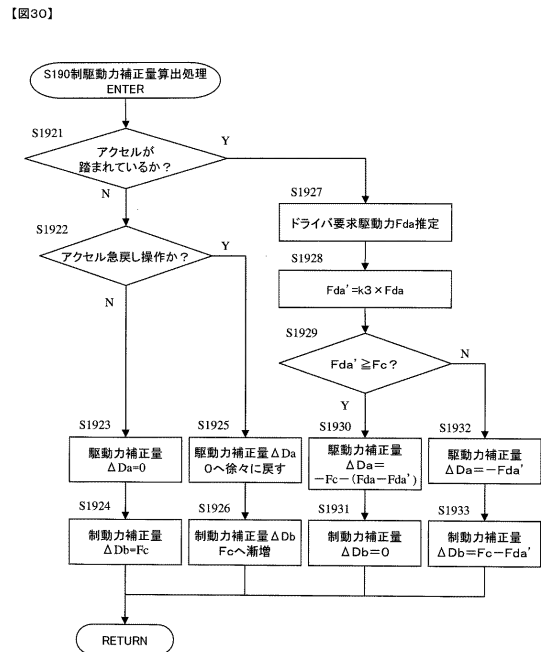 【図30】
S190制駆動力補正量算出処理
ENTER
S1921
アクセルが
踏まれているか？
Y
N
S1922
アクセル急戻し操作か？
Y
N
S1927
ドライバ要求駆動力Fda推定
S1928
Fda'=k3×Fda
S1929
Fda'≧Fc？
N
Y
S1923
駆動力補正量
ΔDa=0
S1924
制動力補正量
ΔDb=Fc
S1925
駆動力補正量ΔDa
0へ徐々に戻す
S1926
制動力補正量ΔDb
Fcへ漸増
S1930
駆動力補正量
ΔDa=
-Fc-(Fda-Fda')
S1931
制動力補正量
ΔDb=0
S1932
駆動力補正量
ΔDa=-Fda'
S1933
制動力補正量
ΔDb=Fc-Fda'
RETURN